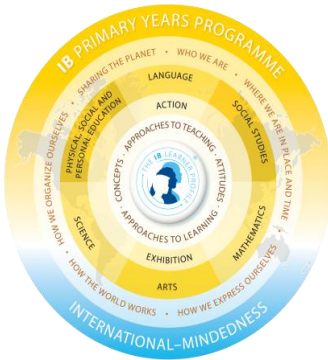 IB PRIMARY YEARS PROGRAMME
SHARING THE PLANET • WHO WE ARE • WHERE WE ARE IN PLACE AND TIME • HOW WE EXPRESS OURSELVES • HOW THE WORLD WORKS • HOW WE ORGANIZE OURSELVES •
LANGUAGE
SOCIAL STUDIES
MATHEMATICS
ARTS
SCIENCE
PHYSICAL, SOCIAL AND
PERSONAL EDUCATION
ACTION
EXHIBITION
APPROACHES TO TEACHING • ATTITUDES • APPROACHES TO LEARNING • CONCEPTS •
THE IB LEARNER PROFILE
INTERNATIONAL–MINDEDNESS